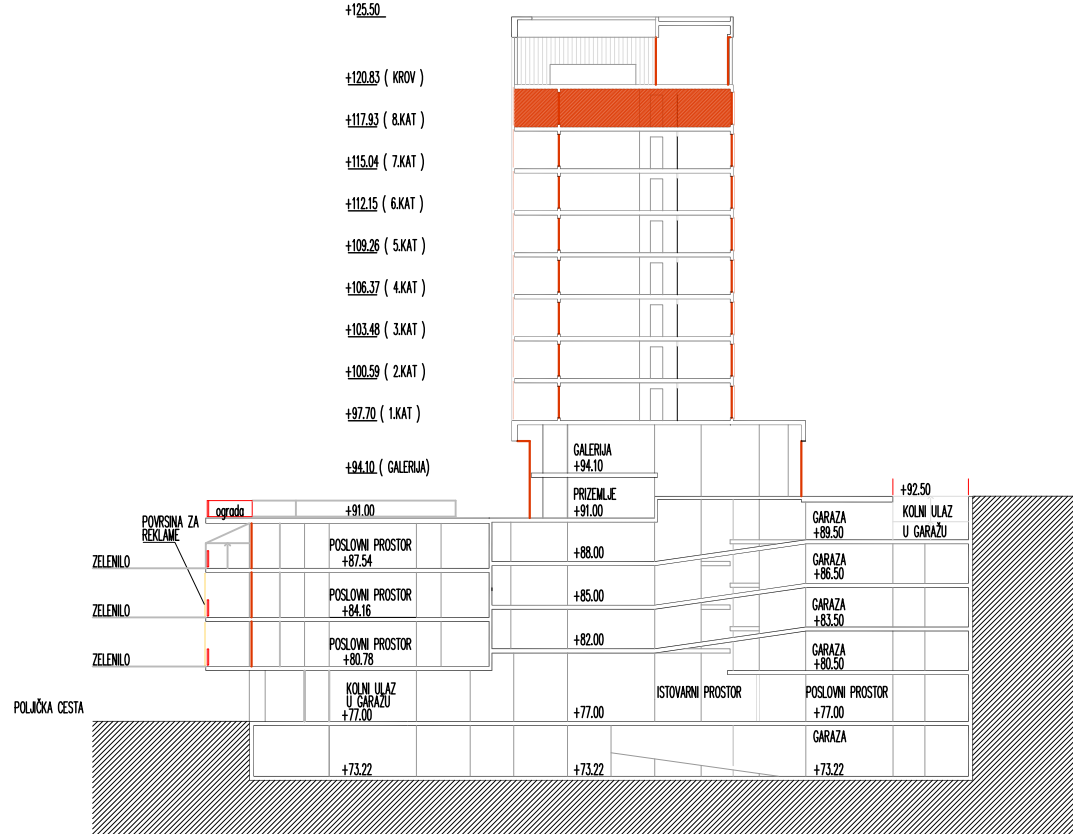 +125.50
+120.83 ( KROV )
+117.93 ( 8.KAT )
+115.04 ( 7.KAT )
+112.15 ( 6.KAT )
+109.26 ( 5.KAT )
+106.37 ( 4.KAT )
+103.48 ( 3.KAT )
+100.59 ( 2.KAT )
+97.70 ( 1.KAT )
+94.10 ( GALERIJA)
GALERIJA
+94.10
PRIZEMLJE
+91.00
ograda
+91.00
+92.50
KOLNI ULAZ
U GARAŽU
POVRSINA ZA
REKLAME
GARAZA
+89.50
POSLOVNI PROSTOR
+87.54
+88.00
ZELENILO
GARAZA
+86.50
POSLOVNI PROSTOR
+84.16
+85.00
ZELENILO
GARAZA
+83.50
POSLOVNI PROSTOR
+80.78
+82.00
ZELENILO
GARAZA
+80.50
POLJIČKA CESTA
KOLNI ULAZ
U GARAŽU
+77.00
+77.00
ISTOVARNI PROSTOR
POSLOVNI PROSTOR
+77.00
GARAZA
+73.22
+73.22
+73.22